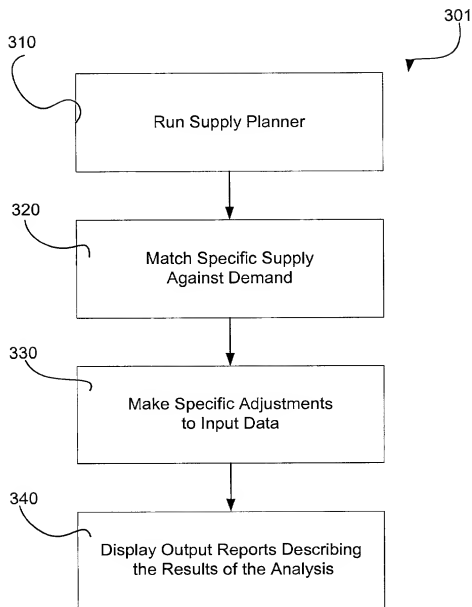 301
310
Run Supply Planner
320
Match Specific Supply
Against Demand
330
Make Specific Adjustments
to Input Data
340
Display Output Reports Describing
the Results of the Analysis